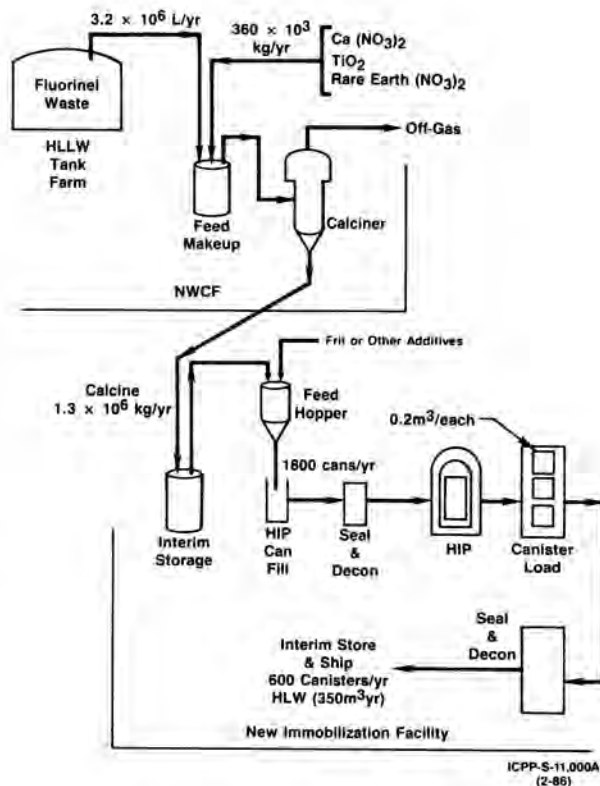 3.2 × 10⁶ L/yr
360 × 10³
kg/yr
Ca (NO₃)₂
TiO₂
Rare Earth (NO₃)₂
Fluorinel
Waste
HLLW
Tank
Farm
Off-Gas
Feed
Makeup
Calciner
NWCF
Frit or Other Additives
Calcine
1.3 × 10⁶ kg/yr
Feed
Hopper
0.2m³/each
1800 cans/yr
Interim
Storage
HIP
Can
Fill
Seal
&
Decon
HIP
Canister
Load
Seal
&
Decon
Interim Store
& Ship
600 Canisters/yr
HLW (350m³yr)
New Immobilization Facility
ICPP-S-11,000A
(2-86)